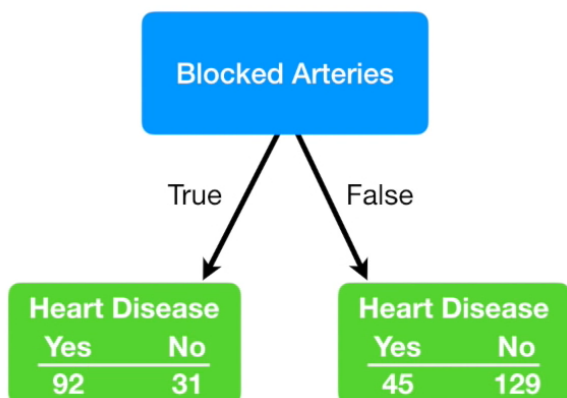 Blocked Arteries
True False
Heart Disease Heart Disease
Yes No Yes No
92 31 45 129